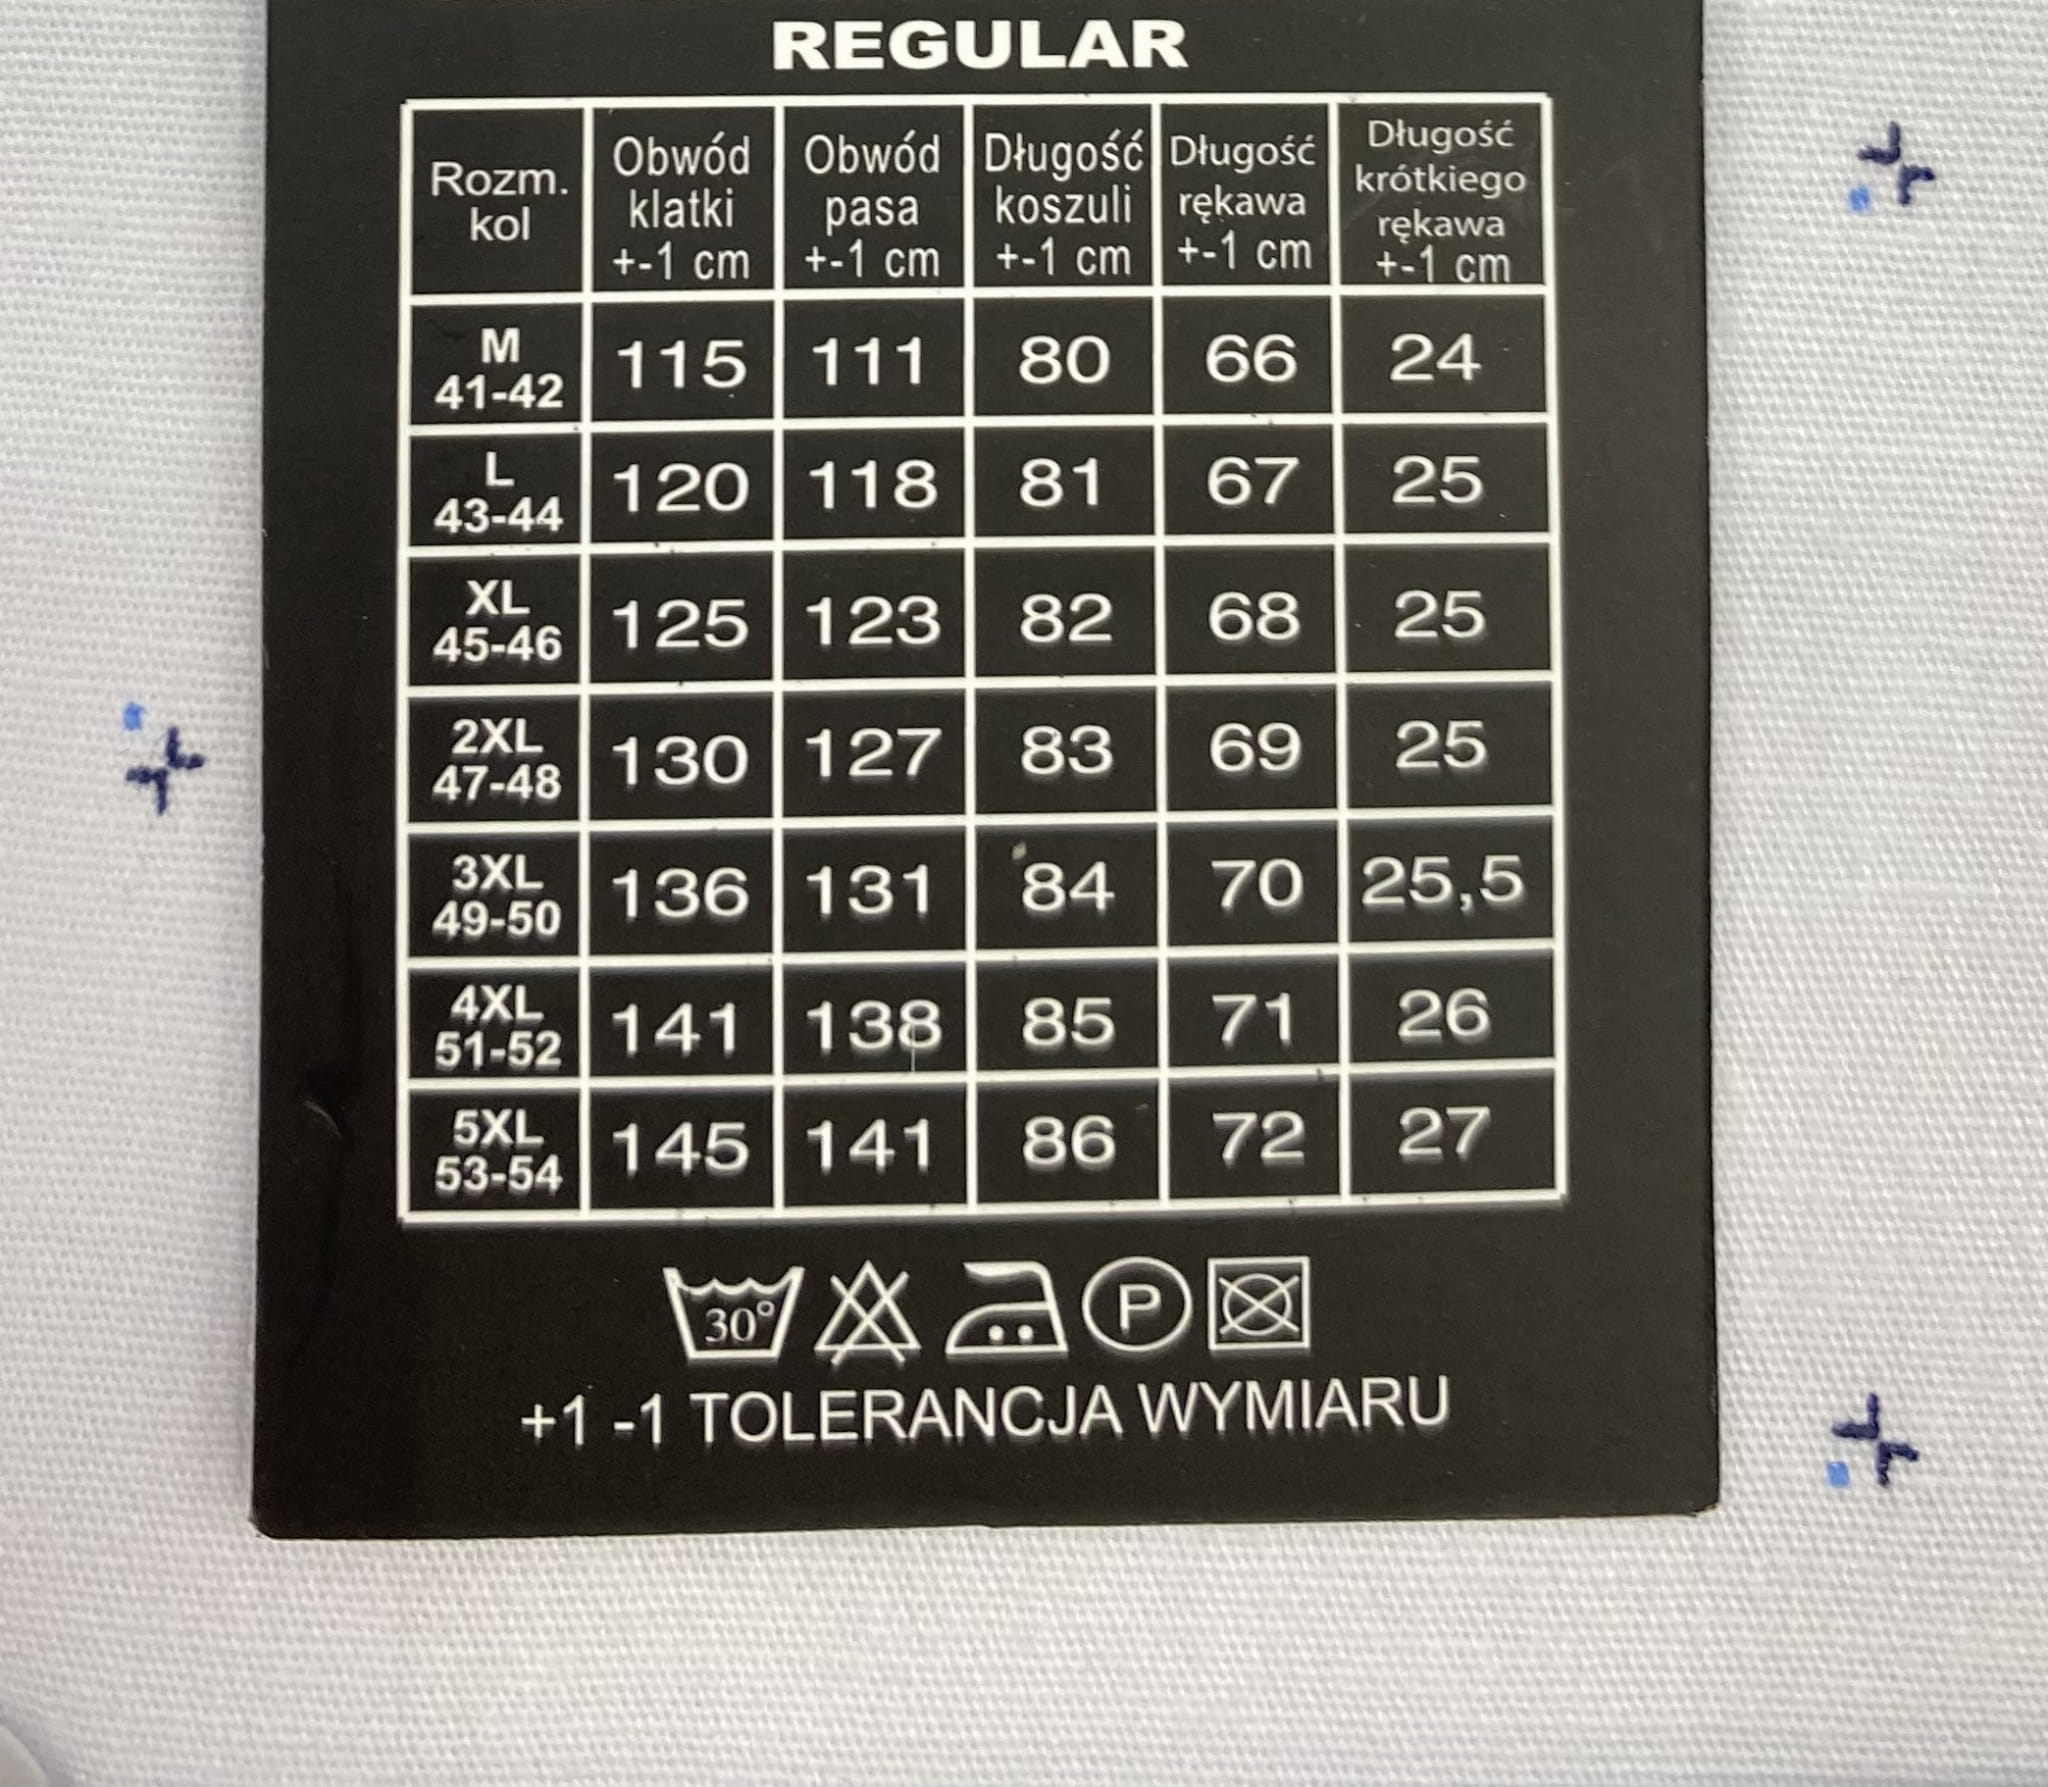 REGULAR
Rozm. kol | Obwód klatki +-1 cm | Obwód pasa +-1 cm | Długość koszuli +-1 cm | Długość rękawa +-1 cm | Długość krótkiego rękawa +-1 cm
M 41-42 | 115 | 111 | 80 | 66 | 24
L 43-44 | 120 | 118 | 81 | 67 | 25
XL 45-46 | 125 | 123 | 82 | 68 | 25
2XL 47-48 | 130 | 127 | 83 | 69 | 25
3XL 49-50 | 136 | 131 | 84 | 70 | 25,5
4XL 51-52 | 141 | 138 | 85 | 71 | 26
5XL 53-54 | 145 | 141 | 86 | 72 | 27
30° P
+1 -1 TOLERANCJA WYMIARU